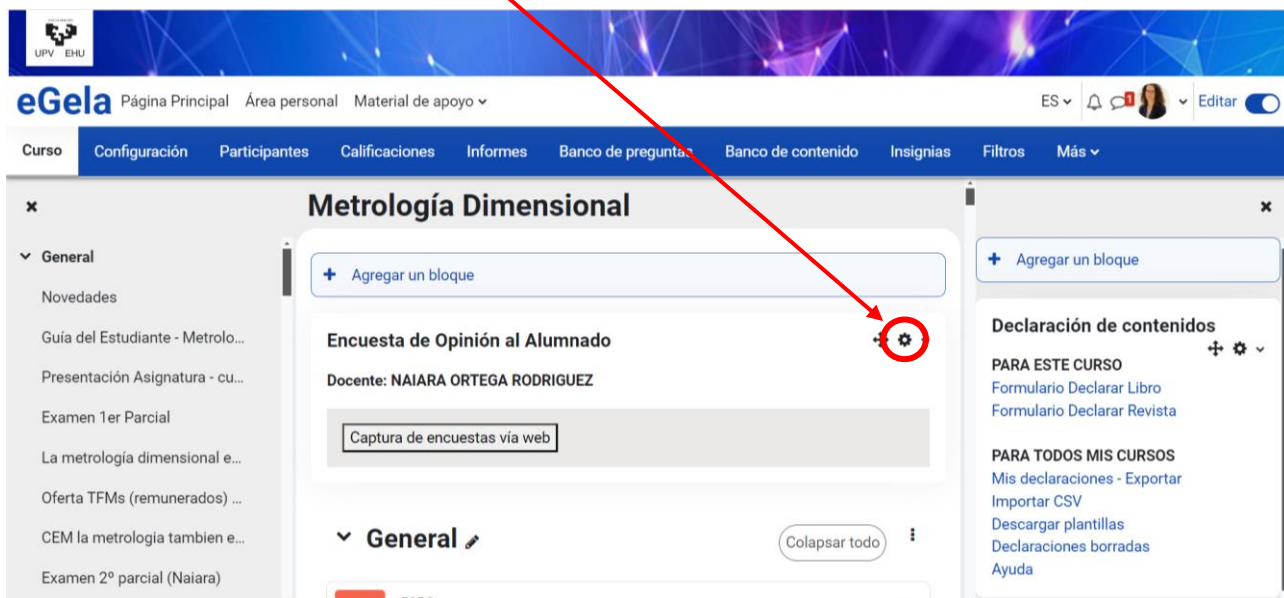 UPV EHU
eGela Página Principal Área personal Material de apoyo ES 1 Editar
Curso Configuración Participantes Calificaciones Informes Banco de preguntas Banco de contenido Insignias Filtros Más
Metrología Dimensional
General
Novedades
Guía del Estudiante - Metrolo...
Presentación Asignatura - cu...
Examen 1er Parcial
La metrología dimensional e...
Oferta TFMs (remunerados) ...
CEM la metrologia tambien e...
Examen 2º parcial (Naiara)
+ Agregar un bloque
Encuesta de Opinión al Alumnado
Docente: NAIARA ORTEGA RODRIGUEZ
Captura de encuestas vía web
General
Colapsar todo
+ Agregar un bloque
Declaración de contenidos
PARA ESTE CURSO
Formulario Declarar Libro
Formulario Declarar Revista
PARA TODOS MIS CURSOS
Mis declaraciones - Exportar
Importar CSV
Descargar plantillas
Declaraciones borradas
Ayuda